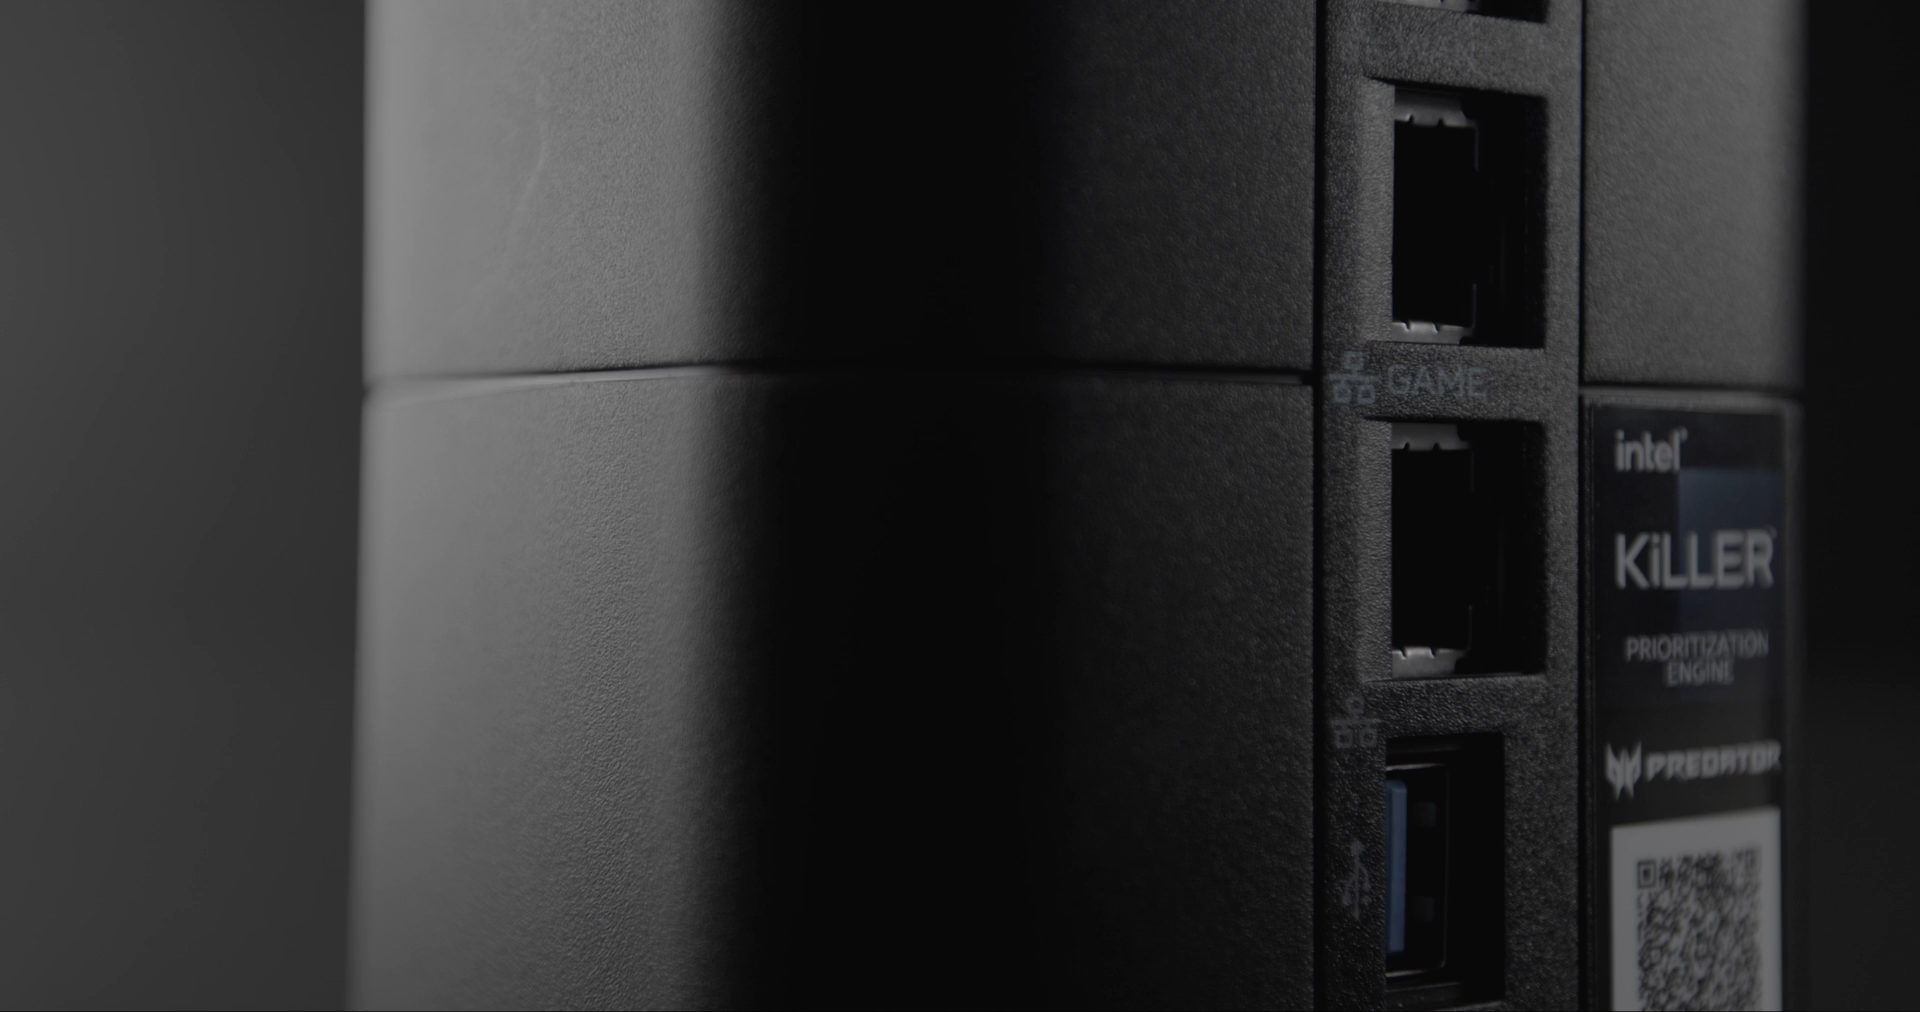 GAME
intel
KiLLER
PRIORITIZATION
ENGINE
PREDATOR